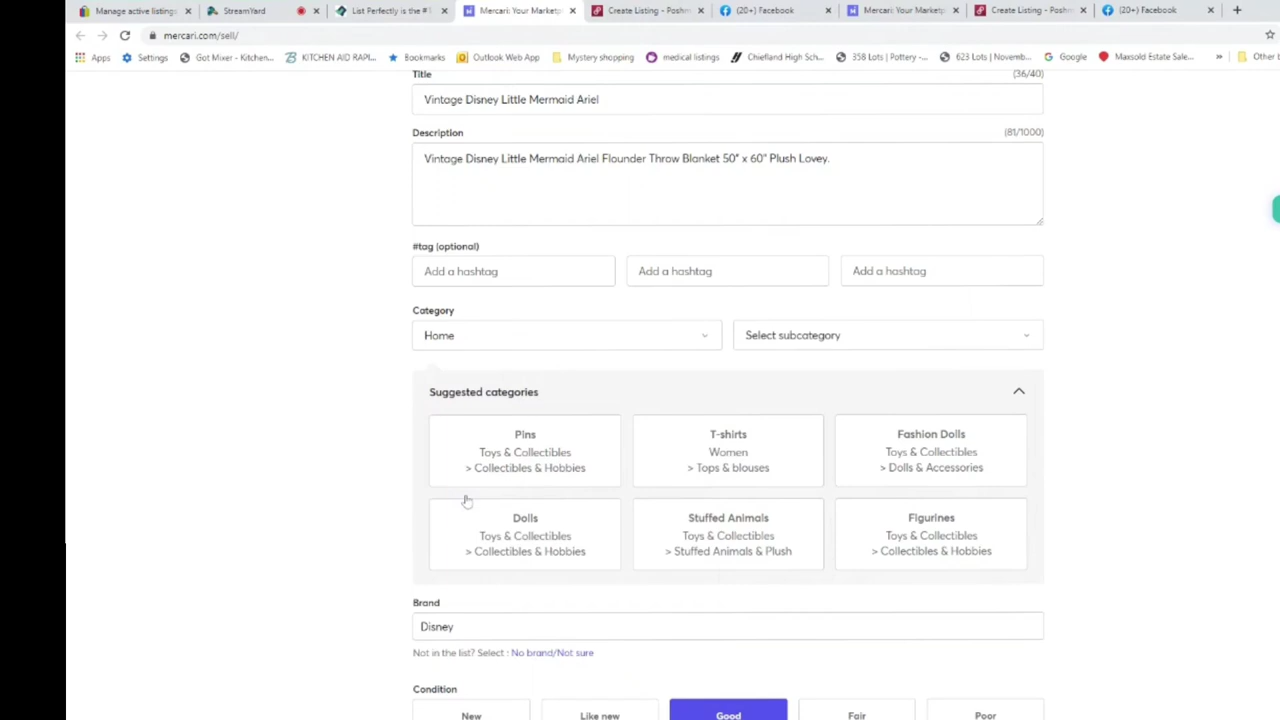 Manage active listings
StreamYard
List Perfectly is the #1
Mercari: Your Marketp
Create Listing - Poshm
(20+) Facebook
Mercari: Your Marketp
Create Listing - Poshm
(20+) Facebook
mercari.com/sell/
Apps
Settings
Got Mixer - Kitchen...
KITCHEN AID RAPI...
Bookmarks
Outlook Web App
Mystery shopping
medical listings
Chiefland High Sch...
358 Lots | Pottery -...
623 Lots | Novemb...
Google
Maxsold Estate Sale...
»
Other b
Title
(36/40)
Vintage Disney Little Mermaid Ariel
Description
(81/1000)
Vintage Disney Little Mermaid Ariel Flounder Throw Blanket 50" x 60" Plush Lovey.
#tag (optional)
Add a hashtag
Add a hashtag
Add a hashtag
Category
Home
Select subcategory
Suggested categories
Pins
Toys & Collectibles
> Collectibles & Hobbies
T-shirts
Women
> Tops & blouses
Fashion Dolls
Toys & Collectibles
> Dolls & Accessories
Dolls
Toys & Collectibles
> Collectibles & Hobbies
Stuffed Animals
Toys & Collectibles
> Stuffed Animals & Plush
Figurines
Toys & Collectibles
> Collectibles & Hobbies
Brand
Disney
Not in the list? Select : No brand/Not sure
Condition
New
Like new
Good
Fair
Poor